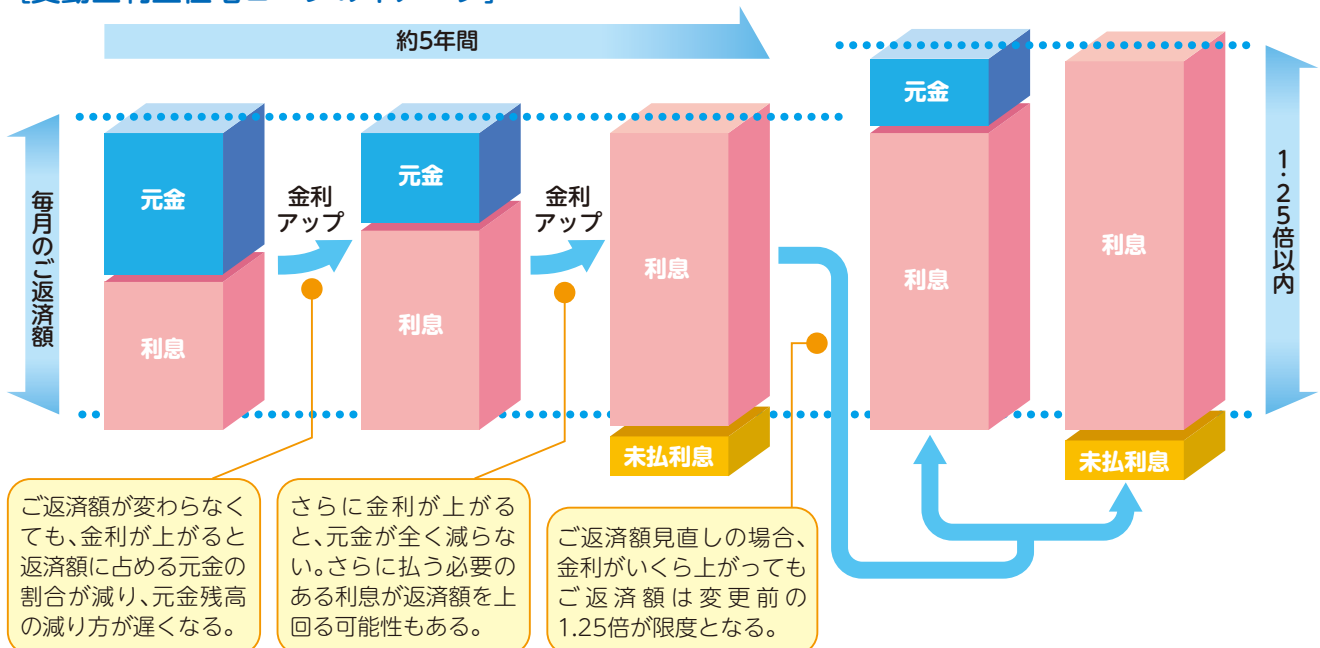 約5年間
毎月のご返済額
元金
利息
金利
アップ
元金
利息
金利
アップ
利息
未払利息
元金
利息
利息
未払利息
1.25倍以内
ご返済額が変わらなく
ても、金利が上がると
返済額に占める元金の
割合が減り、元金残高
の減り方が遅くなる。
さらに金利が上がる
と、元金が全く減らな
い。さらに払う必要の
ある利息が返済額を上
回る可能性もある。
ご返済額見直しの場合、
金利がいくら上がっても
ご返済額は変更前の
1.25倍が限度となる。